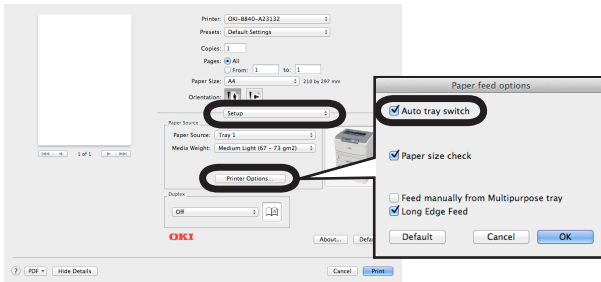 Printer: OKI-B840-A23132
Presets: Default Settings
Copies: 1
Pages: All
From: 1 to: 1
Paper Size: A4 210 by 297 mm
Orientation:
Setup
Paper Source
Paper Source: Tray 1
Media Weight: Medium Light (67 - 73 gm2)
Printer Options...
1 of 1
Duplex
Off
OKI
About... Defau
? PDF Hide Details Cancel Print
Paper feed options
Auto tray switch
Paper size check
Feed manually from Multipurpose tray
Long Edge Feed
Default Cancel OK